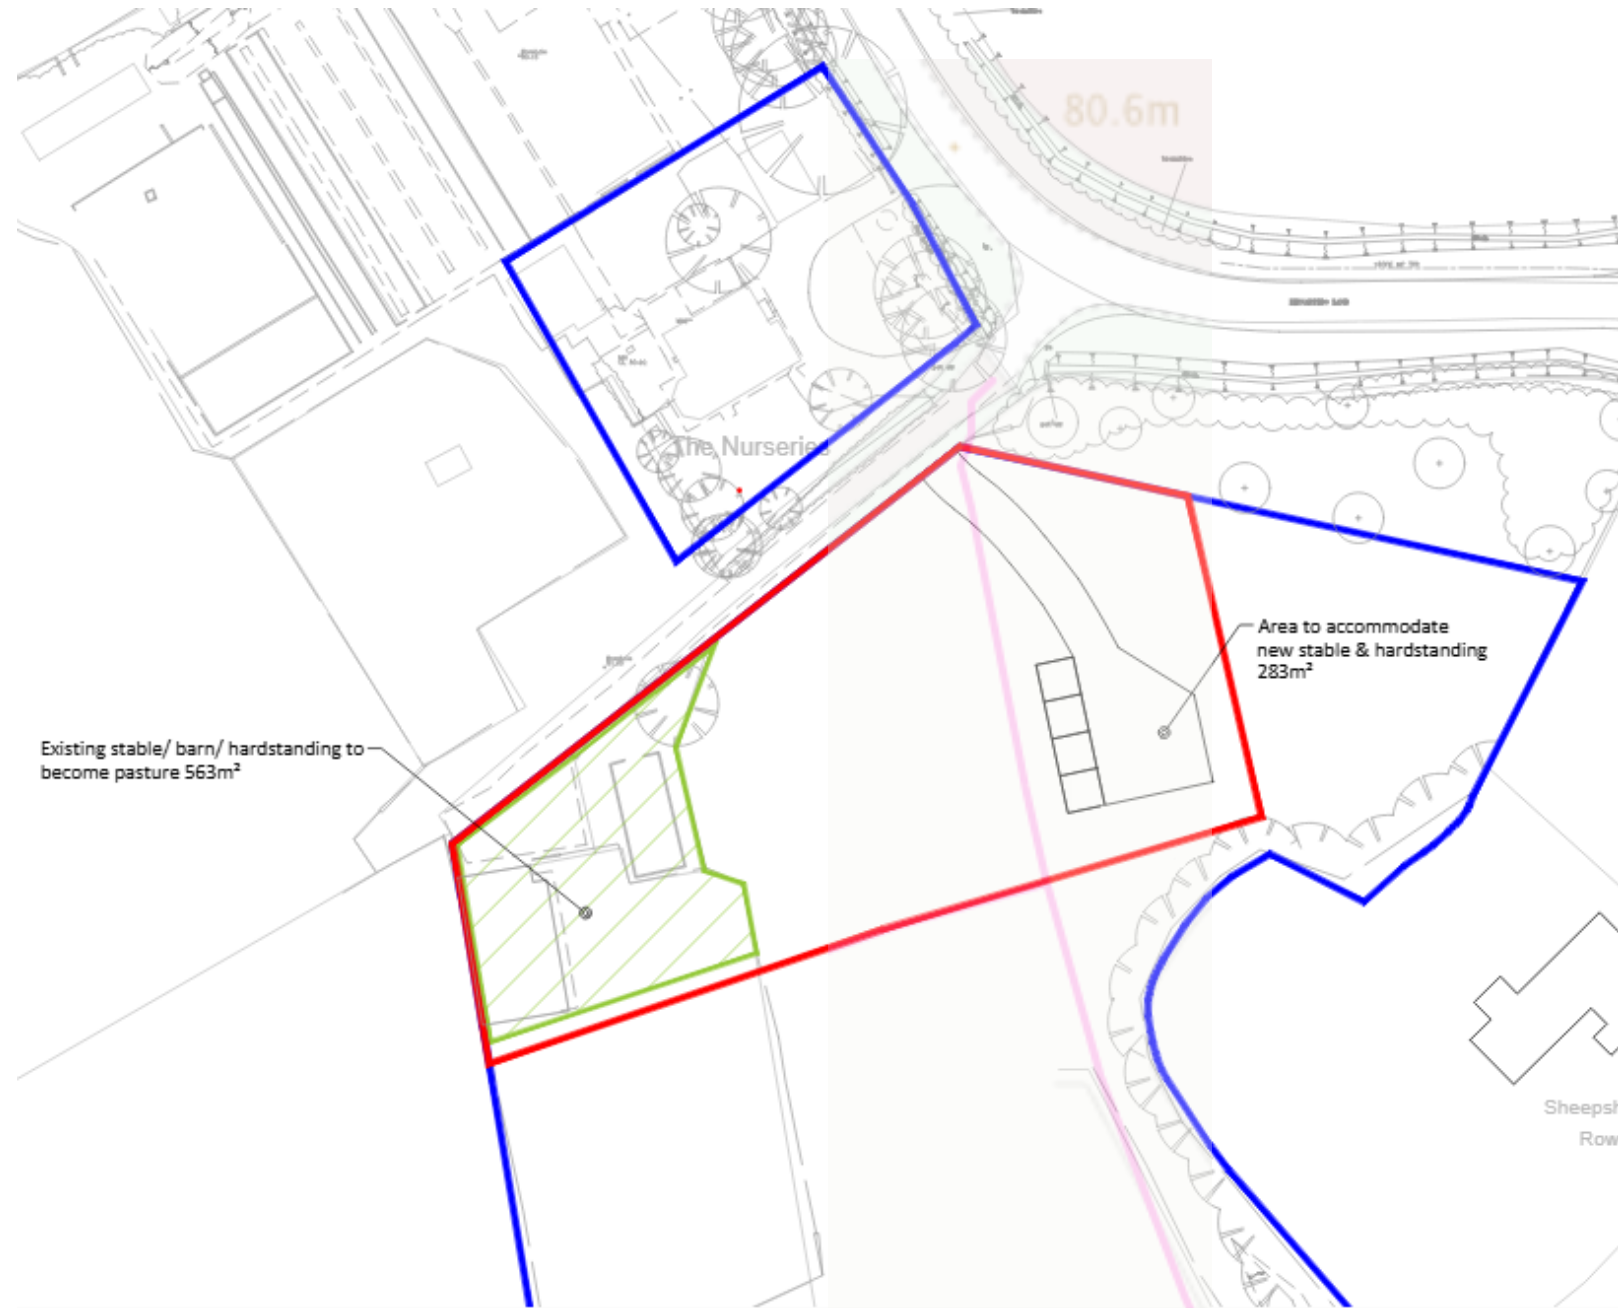 80.6m
The Nurseries
Area to accommodate
new stable & hardstanding
283m²
Existing stable/ barn/ hardstanding to
become pasture 563m²
Sheepsh
Row